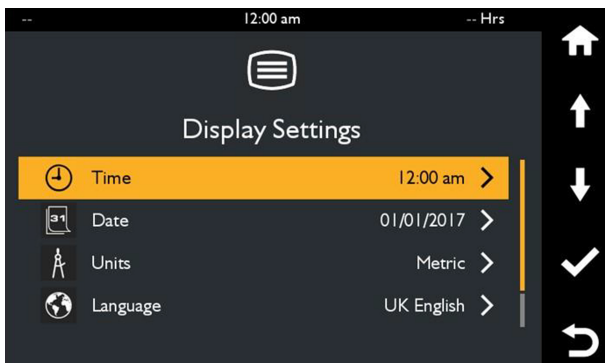 -- 12:00 am -- Hrs
Display Settings
Time 12:00 am
31
Date 01/01/2017
Units Metric
Language UK English